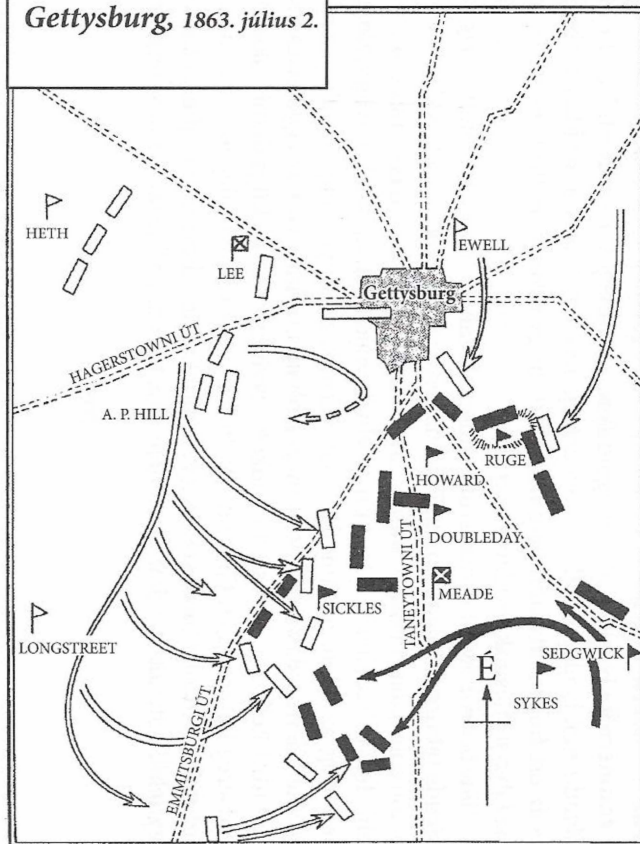 Gettysburg, 1863. július 2.
HETH
LEE
EWELL
Gettysburg
HAGERSTOWNI ÚT
A. P. HILL
RUGE
HOWARD
DOUBLEDAY
TANEYTOWNI ÚT
SICKLES
MEADE
LONGSTREET
SEDGWICK
É
SYKES
EMMITSBURGI ÚT